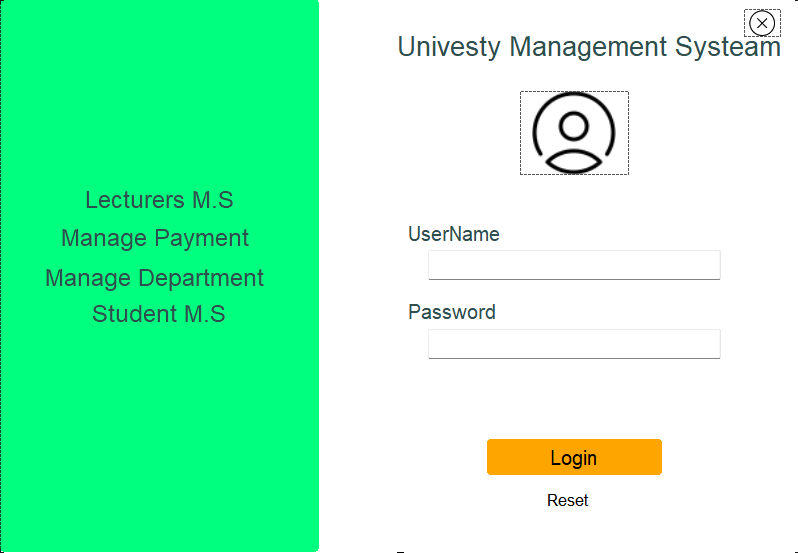 Univesty Management Systeam
Lecturers M.S
Manage Payment
Manage Department
Student M.S
UserName
Password
Login
Reset